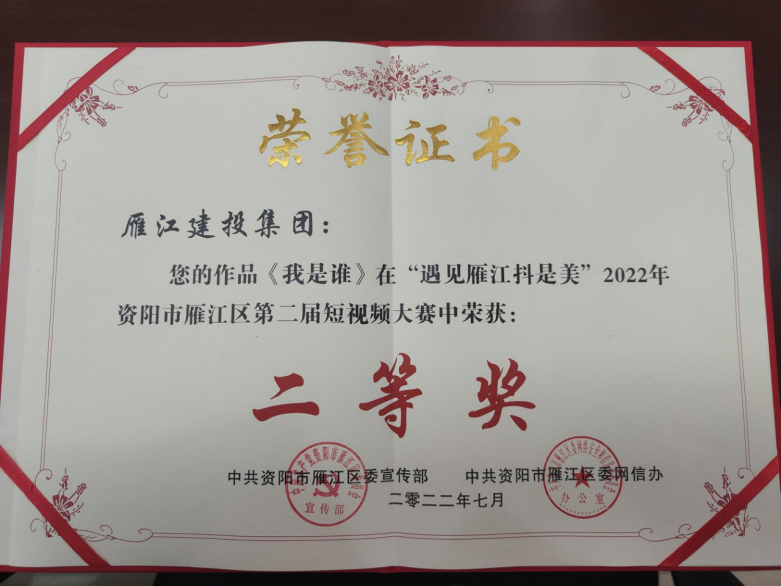 荣誉证书
雁江建投集团：
您的作品《我是谁》在“遇见雁江抖是美”2022年
资阳市雁江区第二届短视频大赛中荣获：
二等奖
中共资阳市雁江区委宣传部 中共资阳市雁江区委网信办
二零二二年七月
宣传部
办公室